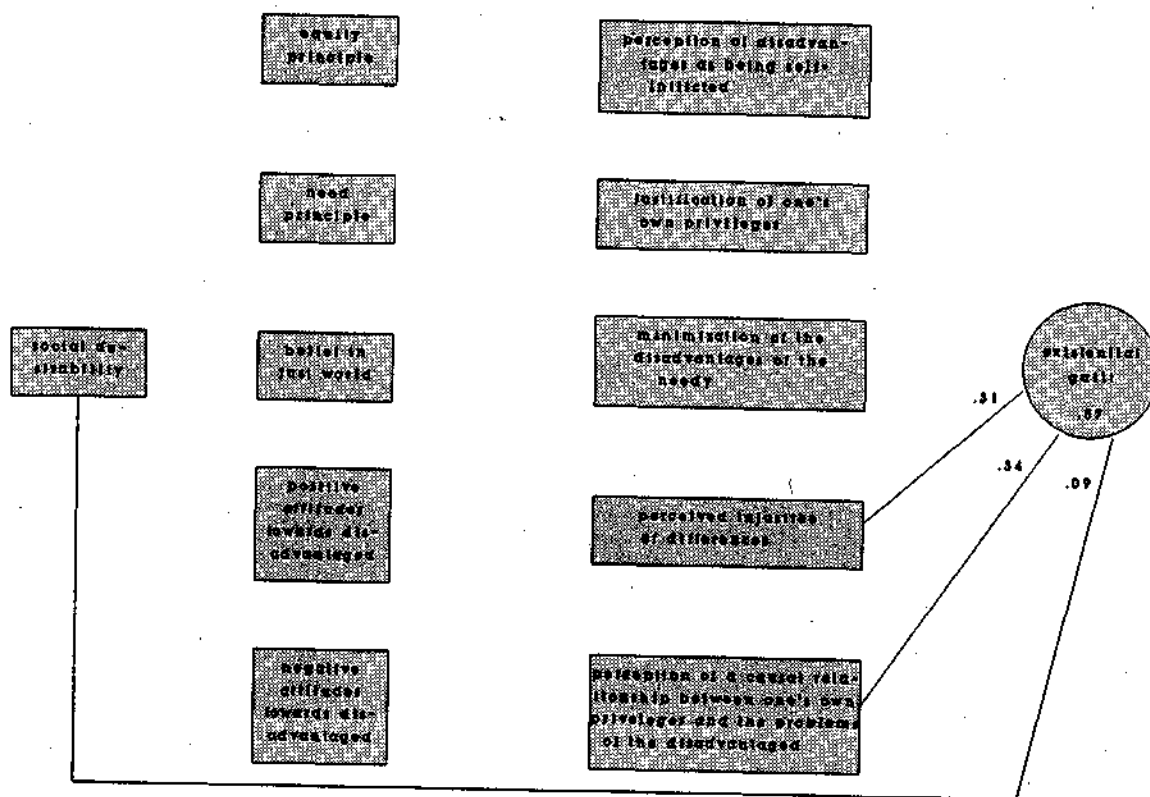 equity
principle
perception of disadvan-
tages as being self-
inflicted
need
principle
justification of one's
own privileges
social de-
sirability
belief in
just world
minimisation of the
disadvantages of the
needy
existential
guilt
.31
.34
.09
positive
attitudes
towards dis-
advantaged
perceived injustice
of differences
negative
attitudes
towards dis-
advantaged
perception of a causal rela-
tionship between one's own
priveleges and the problems
of the disadvantaged